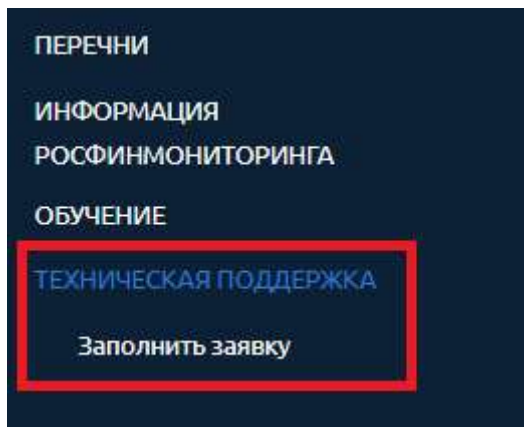 ПЕРЕЧНИ
ИНФОРМАЦИЯ
РОСФИНМОНИТОРИНГА
ОБУЧЕНИЕ
ТЕХНИЧЕСКАЯ ПОДДЕРЖКА
Заполнить заявку